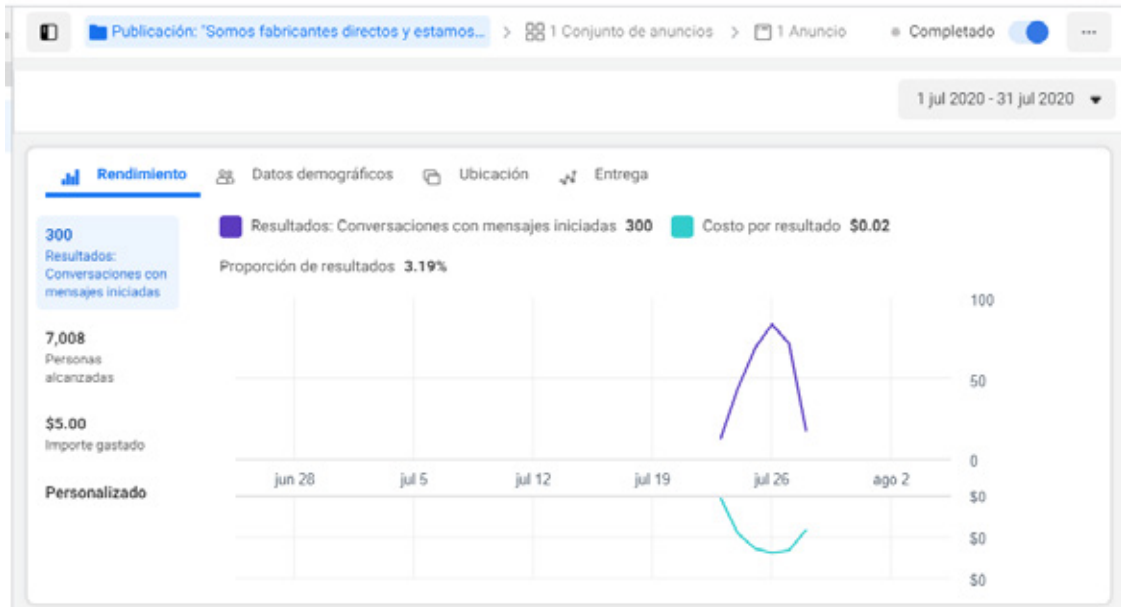 Publicación: "Somos fabricantes directos y estamos... > 1 Conjunto de anuncios > 1 Anuncio Completado ...
1 jul 2020 - 31 jul 2020
Rendimiento Datos demográficos Ubicación Entrega
300
Resultados:
Conversaciones con
mensajes iniciadas
7,008
Personas
alcanzadas
$5.00
Importe gastado
Personalizado
Resultados: Conversaciones con mensajes iniciadas 300 Costo por resultado $0.02
Proporción de resultados 3.19%
100
50
0
jun 28 jul 5 jul 12 jul 19 jul 26 ago 2
$0
$0
$0